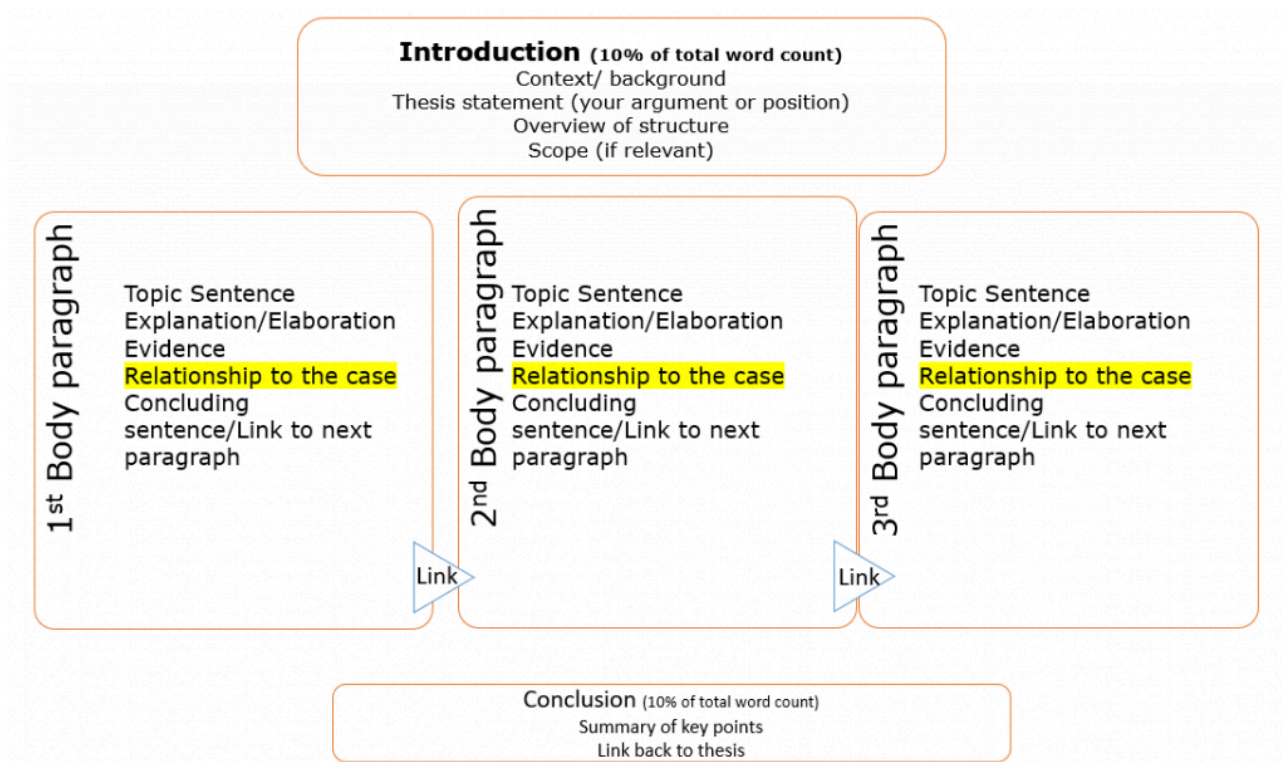 Introduction (10% of total word count)
Context/ background
Thesis statement (your argument or position)
Overview of structure
Scope (if relevant)
1st Body paragraph
Topic Sentence
Explanation/Elaboration
Evidence
Relationship to the case
Concluding
sentence/Link to next
paragraph
Link
2nd Body paragraph
Topic Sentence
Explanation/Elaboration
Evidence
Relationship to the case
Concluding
sentence/Link to next
paragraph
Link
3rd Body paragraph
Topic Sentence
Explanation/Elaboration
Evidence
Relationship to the case
Concluding
sentence/Link to next
paragraph
Conclusion (10% of total word count)
Summary of key points
Link back to thesis